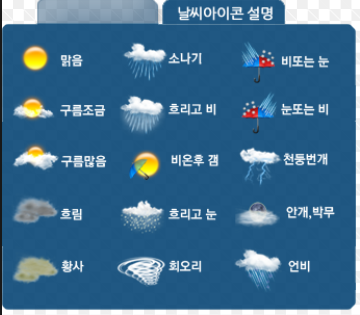 날씨아이콘 설명
맑음 소나기 비또는 눈
구름조금 흐리고 비 눈또는 비
구름많음 비온후 갬 천둥번개
흐림 흐리고 눈 안개,박무
황사 회오리 언비